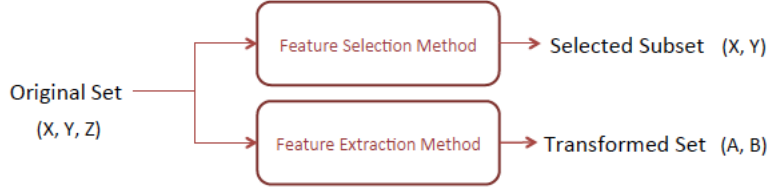 Feature Selection Method
Selected Subset (X, Y)
Original Set
(X, Y, Z)
Feature Extraction Method
Transformed Set (A, B)